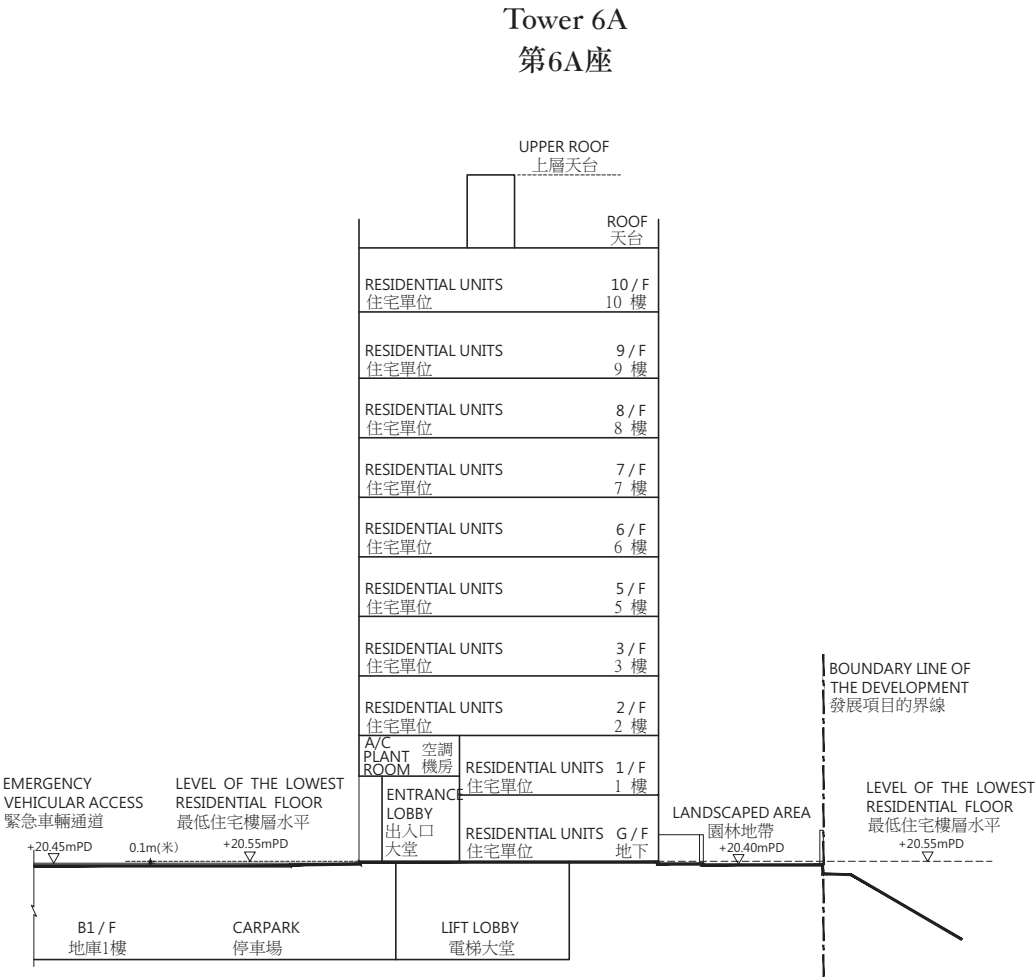 Tower 6A
第6A座
UPPER ROOF
上層天台
ROOF
天台
RESIDENTIAL UNITS 10 / F
住宅單位 10 樓
RESIDENTIAL UNITS 9 / F
住宅單位 9 樓
RESIDENTIAL UNITS 8 / F
住宅單位 8 樓
RESIDENTIAL UNITS 7 / F
住宅單位 7 樓
RESIDENTIAL UNITS 6 / F
住宅單位 6 樓
RESIDENTIAL UNITS 5 / F
住宅單位 5 樓
RESIDENTIAL UNITS 3 / F
住宅單位 3 樓
RESIDENTIAL UNITS 2 / F
住宅單位 2 樓
A/C
PLANT
ROOM
空調
機房
RESIDENTIAL UNITS 1 / F
住宅單位 1 樓
ENTRANCE
LOBBY
出入口
大堂
RESIDENTIAL UNITS G / F
住宅單位 地下
BOUNDARY LINE OF
THE DEVELOPMENT
發展項目的界線
EMERGENCY
VEHICULAR ACCESS
緊急車輛通道
+20.45mPD
0.1m(米)
LEVEL OF THE LOWEST
RESIDENTIAL FLOOR
最低住宅樓層水平
+20.55mPD
LANDSCAPED AREA
園林地帶
+20.40mPD
LEVEL OF THE LOWEST
RESIDENTIAL FLOOR
最低住宅樓層水平
+20.55mPD
B1 / F
地庫1樓
CARPARK
停車場
LIFT LOBBY
電梯大堂